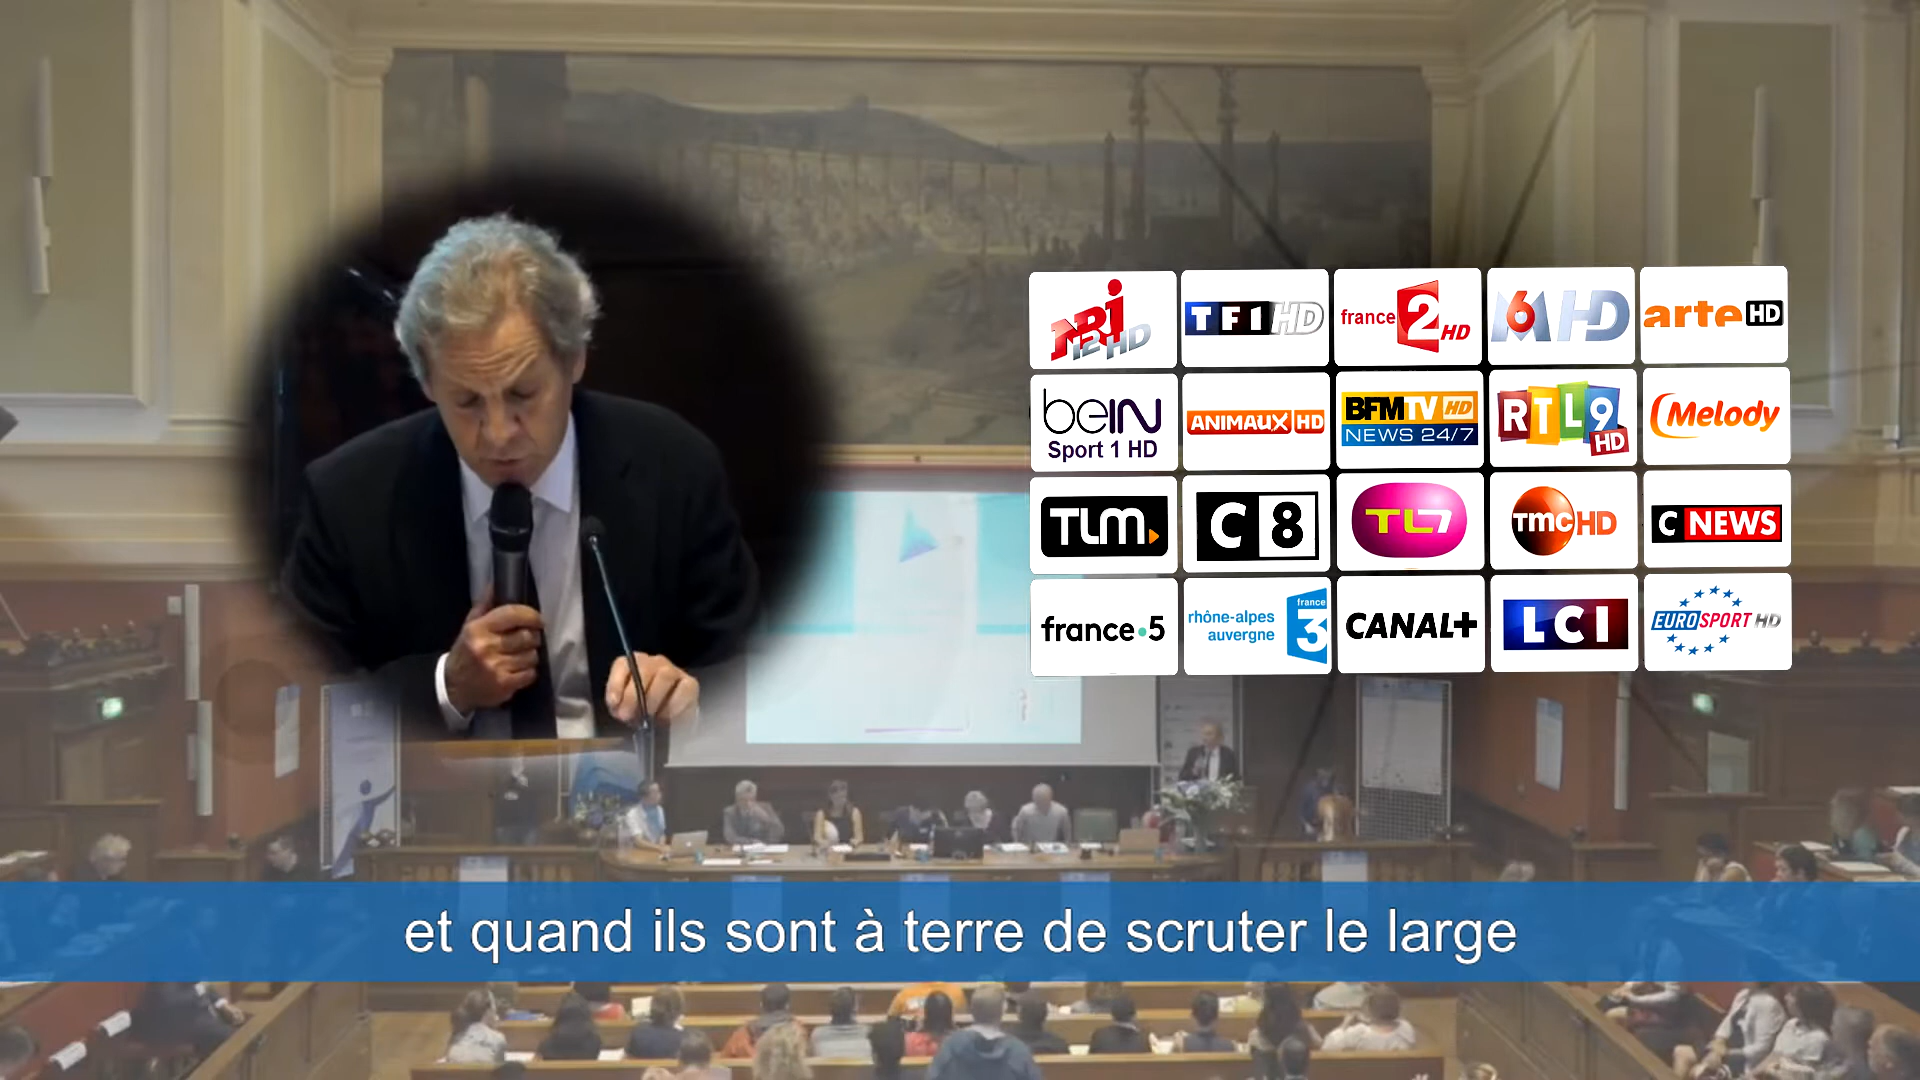 NRJ
12 HD
TF1 HD
france 2 HD
M6 HD
arte HD
beIN
Sport 1 HD
ANIMAUX HD
BFM TV HD
NEWS 24/7
RTL9
HD
Melody
TLM
C8
TL7
TMC HD
C NEWS
france•5
rhône-alpes
auvergne
france
3
CANAL+
LCI
EUROSPORT HD
et quand ils sont à terre de scruter le large